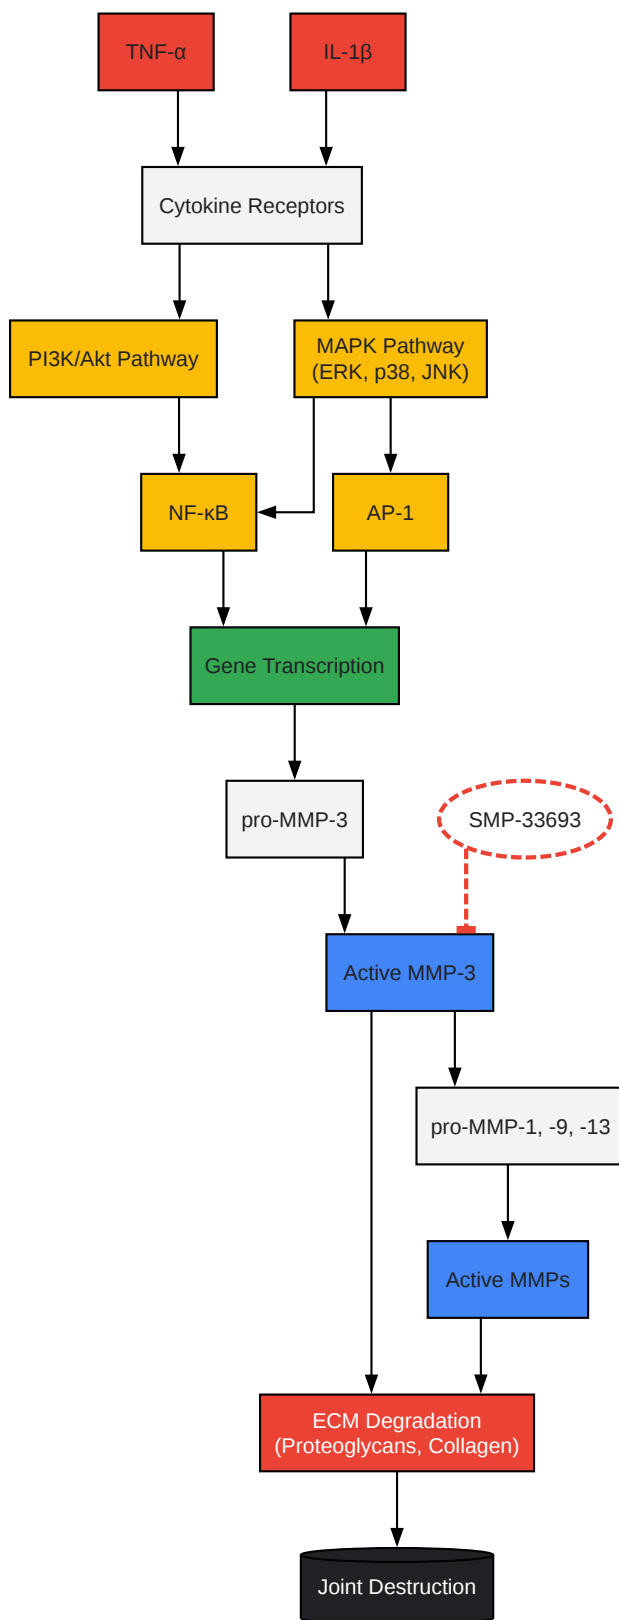 TNF-α
IL-1β
Cytokine Receptors
PI3K/Akt Pathway
MAPK Pathway
(ERK, p38, JNK)
NF-κB
AP-1
Gene Transcription
pro-MMP-3
SMP-33693
Active MMP-3
pro-MMP-1, -9, -13
Active MMPs
ECM Degradation
(Proteoglycans, Collagen)
Joint Destruction